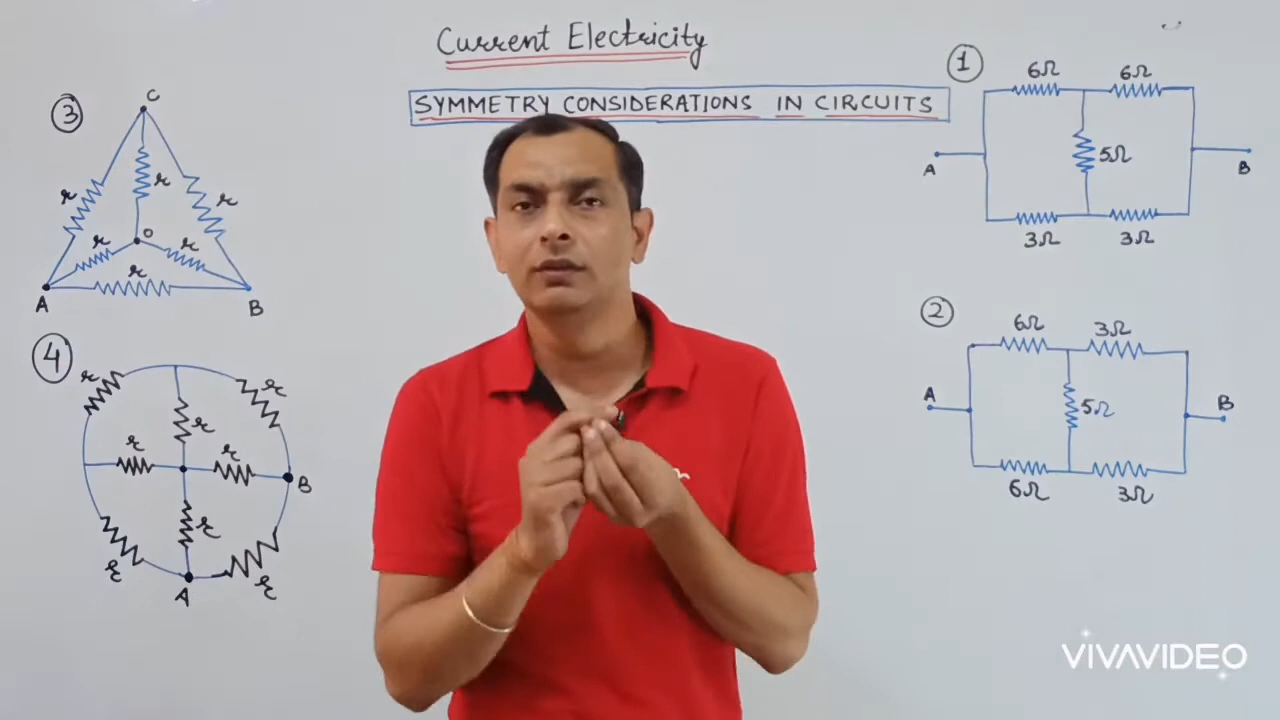 Current Electricity
SYMMETRY CONSIDERATIONS IN CIRCUITS
3
C
r
r
r
O
r
r
r
A
B
4
r
r
r
r
r
B
r
r
r
A
1
6Ω 6Ω
5Ω
A
B
3Ω 3Ω
2
6Ω 3Ω
A
5Ω
B
6Ω 3Ω
VIVAVIDEO